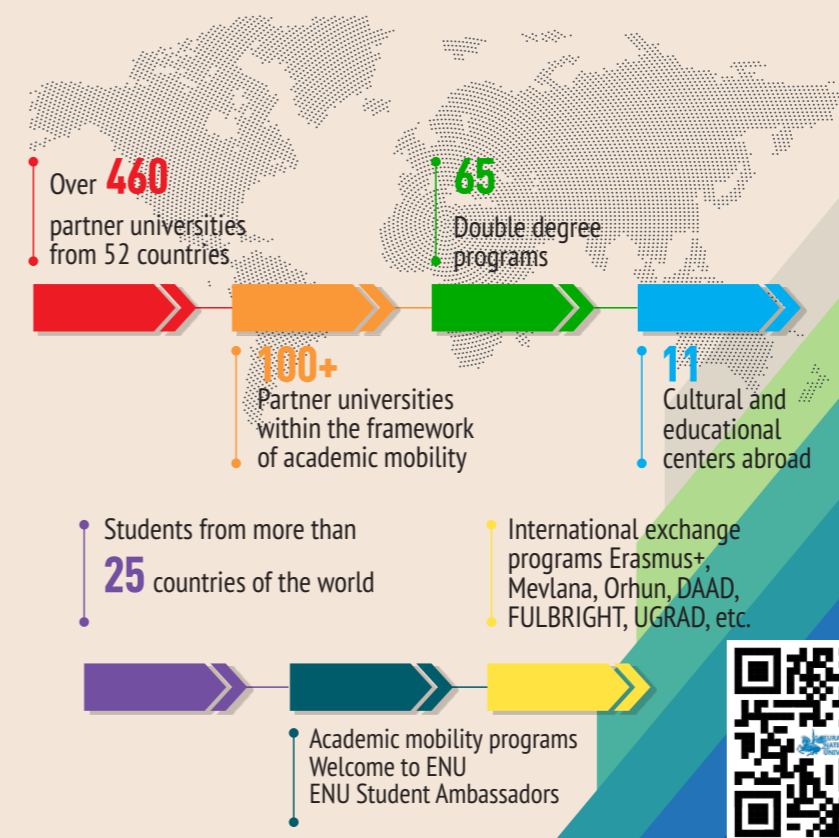 Over 460
partner universities
from 52 countries
65
Double degree
programs
100+
Partner universities
within the framework
of academic mobility
11
Cultural and
educational
centers abroad
Students from more than
25 countries of the world
International exchange
programs Erasmus+,
Mevlana, Orhun, DAAD,
FULBRIGHT, UGRAD, etc.
Academic mobility programs
Welcome to ENU
ENU Student Ambassadors